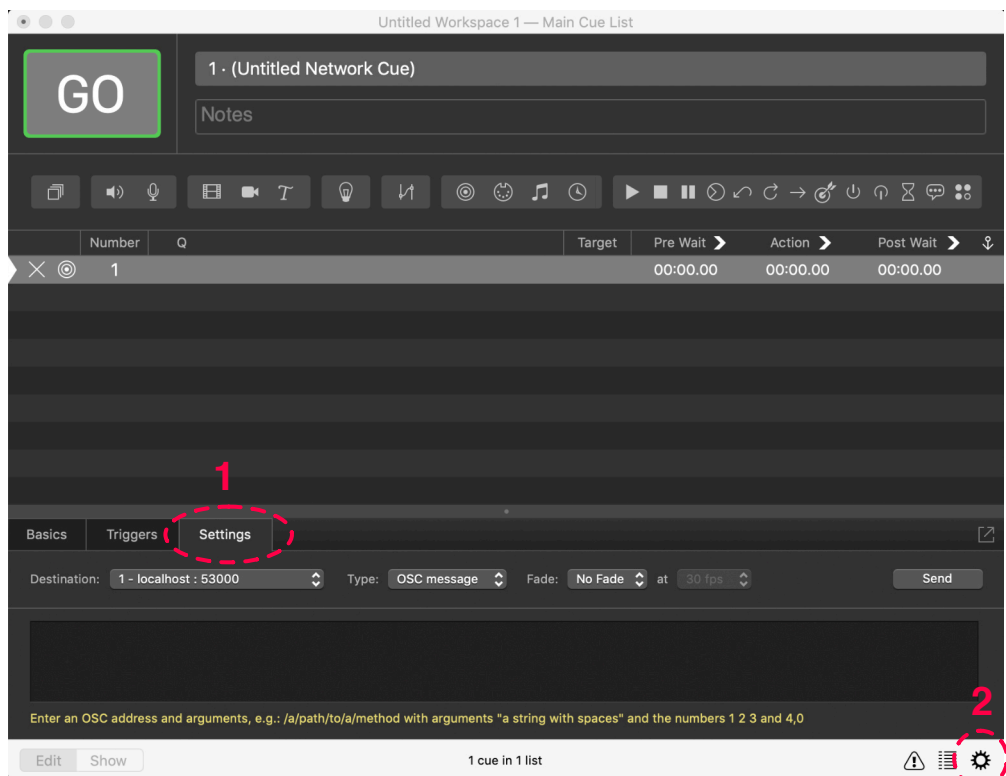 Untitled Workspace 1 — Main Cue List
GO
1 · (Untitled Network Cue)
Notes
Number Q Target Pre Wait Action Post Wait
1 00:00.00 00:00.00 00:00.00
1
Basics Triggers Settings
Destination: 1 - localhost : 53000 Type: OSC message Fade: No Fade at 30 fps Send
Enter an OSC address and arguments, e.g.: /a/path/to/a/method with arguments "a string with spaces" and the numbers 1 2 3 and 4,0
2
Edit Show 1 cue in 1 list